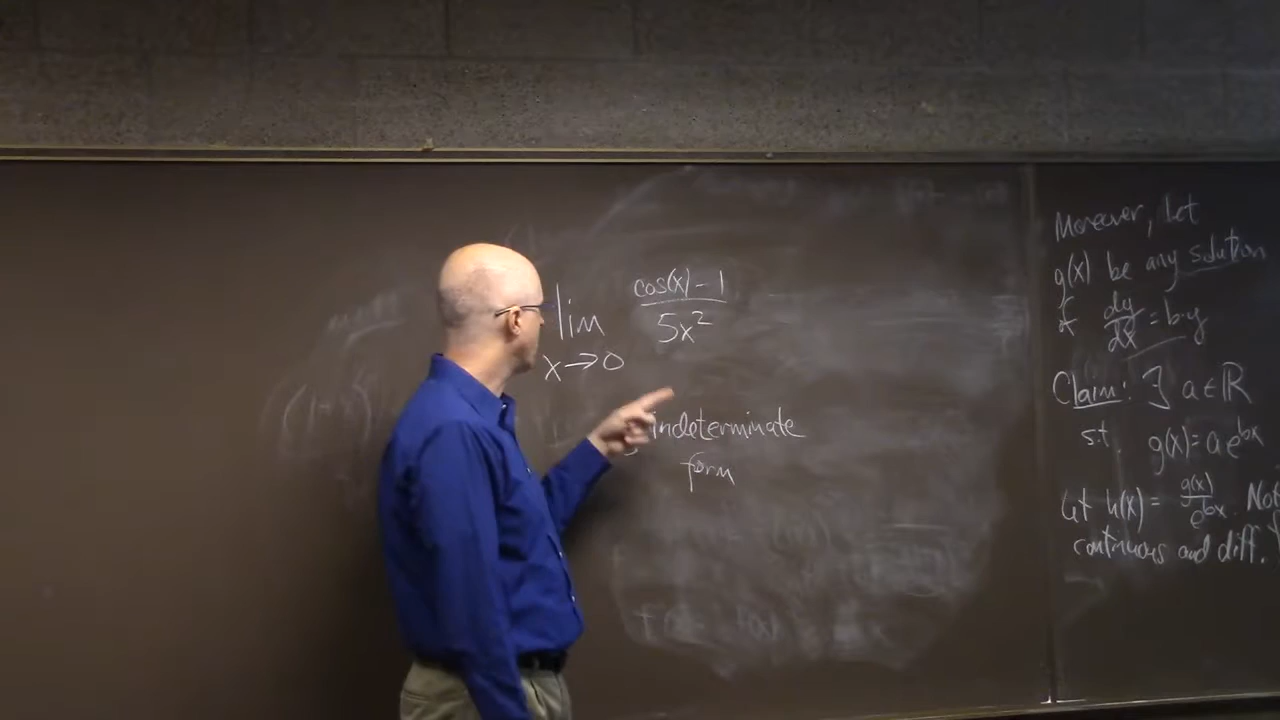 lim
x→0
cos(x) - 1
5x²
indeterminate
form
Moreover, let
g(x) be any solution
of dy/dx = b·y
Claim: ∃ a∈ℝ
s.t. g(x) = a e^bx
let h(x) = g(x)/e^bx.
continuous and diff.